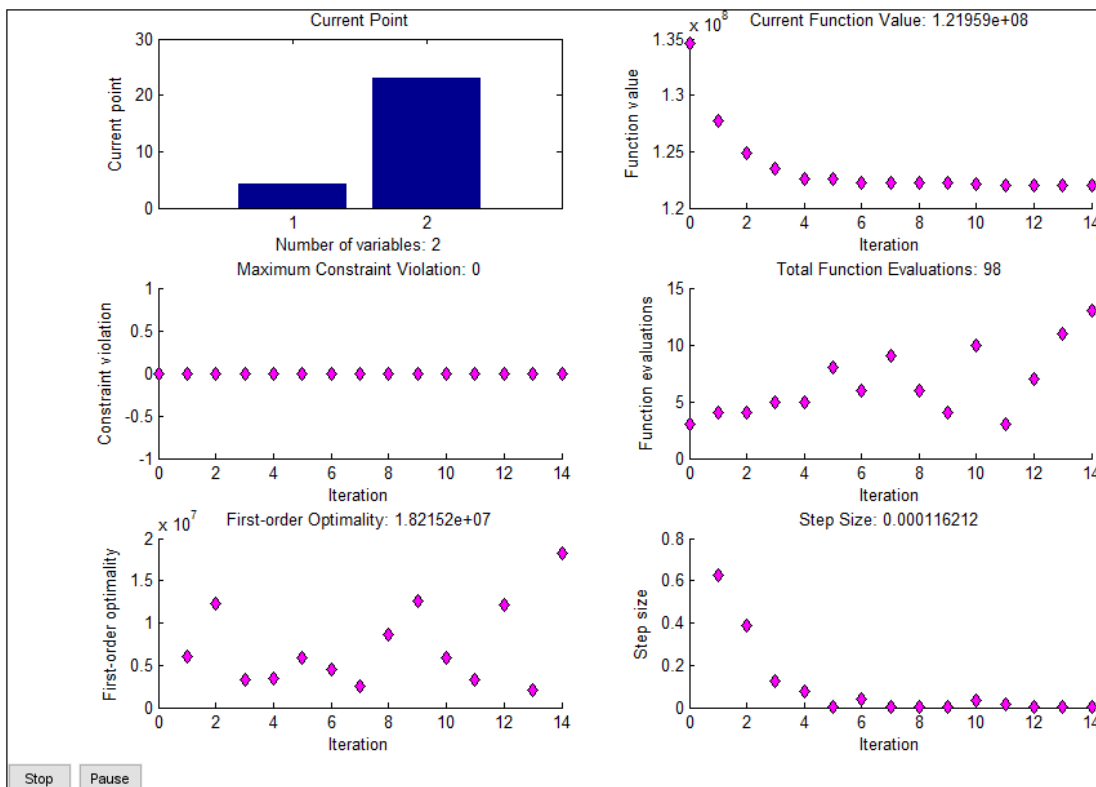 Current Point
30
20
10
0
Current point
1 2
Number of variables: 2
× 10^8
Current Function Value: 1.21959e+08
1.35
1.3
1.25
1.2
Function value
0 2 4 6 8 10 12 14
Iteration
Maximum Constraint Violation: 0
1
0.5
0
-0.5
-1
Constraint violation
0 2 4 6 8 10 12 14
Iteration
Total Function Evaluations: 98
15
10
5
0
Function evaluations
0 2 4 6 8 10 12 14
Iteration
× 10^7
First-order Optimality: 1.82152e+07
2
1.5
1
0.5
0
First-order optimality
0 2 4 6 8 10 12 14
Iteration
Step Size: 0.000116212
0.8
0.6
0.4
0.2
0
Step size
0 2 4 6 8 10 12 14
Iteration
Stop Pause